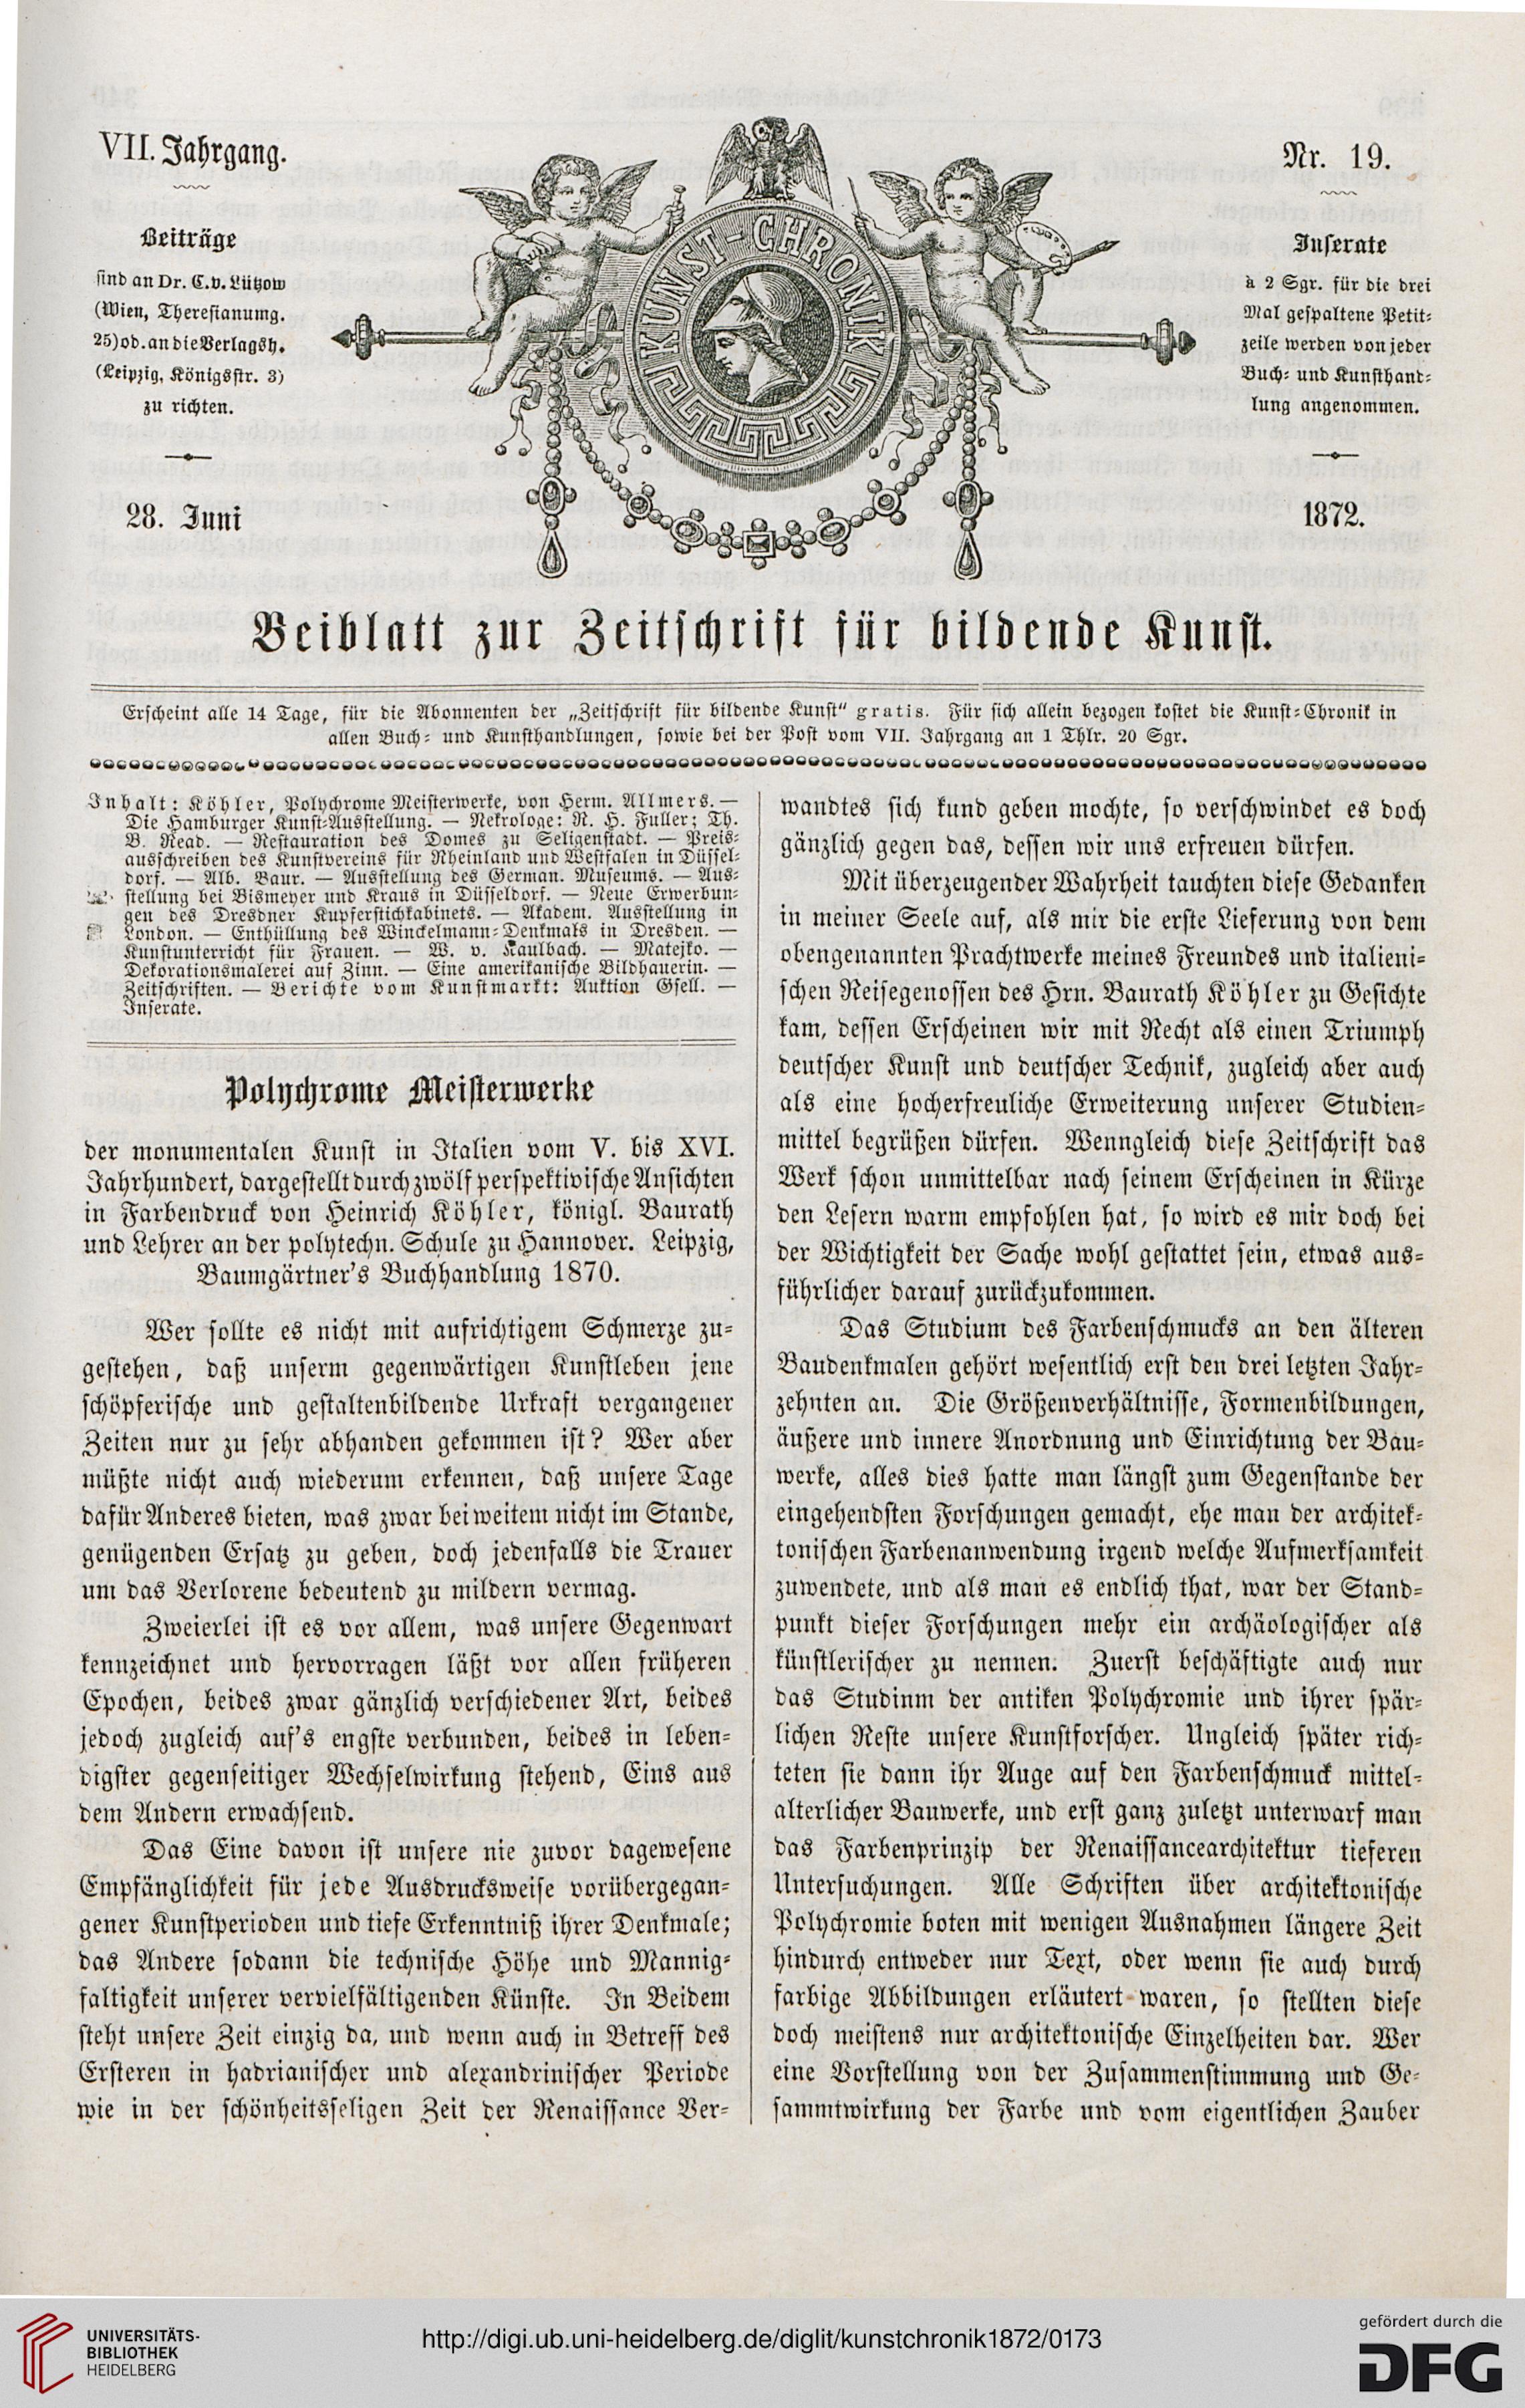 VII. Jahrgang.
Beiträge
sind an Dr. C.v. Lützow
(Wien, Theresianumg.
25) od. an die Verlagsh.
(Leipzig, Königsstr. 3)
zu richten.
28. Juni
KUNST-CHRONIK
Nr. 19.
Inserate
à 2 Sgr. für die drei
Mal gespaltene Petit-
zeile werden von jeder
Buch- und Kunsthand-
lung angenommen.
1872.
Beiblatt zur Zeitschrift für bildende Kunst.
Erscheint alle 14 Tage, für die Abonnenten der „Zeitschrift für bildende Kunst“ gratis. Für sich allein bezogen kostet die Kunst-Chronik in
allen Buch- und Kunsthandlungen, sowie bei der Post vom VII. Jahrgang an 1 Thlr. 20 Sgr.
Inhalt: Köhler, Polychrome Meisterwerke, von Herm. Allmers. —
Die Hamburger Kunst-Ausstellung. — Nekrologe: R. H. Fuller; Th.
B. Read. — Restauration des Domes zu Seligenstadt. — Preis-
ausschreiben des Kunstvereins für Rheinland und Westfalen in Düssel-
dorf. — Alb. Baur. — Ausstellung des German. Museums. — Aus-
stellung bei Bismeyer und Kraus in Düsseldorf. — Neue Erwerbun-
gen des Dresdner Kupferstichkabinets. — Akadem. Ausstellung in
London. — Enthüllung des Winckelmann-Denkmals in Dresden. —
Kunstunterricht für Frauen. — W. v. Kaulbach. — Matejko. —
Dekorationsmalerei auf Zinn. — Eine amerikanische Bildhauerin. —
Zeitschriften. — Berichte vom Kunstmarkt: Auktion Gsell. —
Inserate.
Polychrome Meisterwerke
der monumentalen Kunst in Italien vom V. bis XVI.
Jahrhundert, dargestellt durch zwölf perspektivische Ansichten
in Farbendruck von Heinrich Köhler, königl. Baurath
und Lehrer an der polytechn. Schule zu Hannover. Leipzig,
Baumgärtner's Buchhandlung 1870.
Wer sollte es nicht mit aufrichtigem Schmerze zu-
gestehen, daß unserm gegenwärtigen Kunstleben jene
schöpferische und gestaltenbildende Urkraft vergangener
Zeiten nur zu sehr abhanden gekommen ist? Wer aber
müßte nicht auch wiederum erkennen, daß unsere Tage
dafür Anderes bieten, was zwar bei weitem nicht im Stande,
genügenden Ersatz zu geben, doch jedenfalls die Trauer
um das Verlorene bedeutend zu mildern vermag.
Zweierlei ist es vor allem, was unsere Gegenwart
kennzeichnet und hervorragen läßt vor allen früheren
Epochen, beides zwar gänzlich verschiedener Art, beides
jedoch zugleich auf's engste verbunden, beides in leben-
digster gegenseitiger Wechselwirkung stehend, Eins aus
dem Andern erwachsend.
Das Eine davon ist unsere nie zuvor dagewesene
Empfänglichkeit für jede Ausdrucksweise vorübergegan-
gener Kunstperioden und tiefe Erkenntniß ihrer Denkmale;
das Andere sodann die technische Höhe und Mannig-
faltigkeit unserer vervielfältigenden Künste. In Beidem
steht unsere Zeit einzig da, und wenn auch in Betreff des
Ersteren in hadrianischer und alexandrinischer Periode
wie in der schönheitsseligen Zeit der Renaissance Ver-
wandtes sich kund geben mochte, so verschwindet es doch
gänzlich gegen das, dessen wir uns erfreuen dürfen.
Mit überzeugender Wahrheit tauchten diese Gedanken
in meiner Seele auf, als mir die erste Lieferung von dem
obengenannten Prachtwerke meines Freundes und italieni-
schen Reisegenossen des Hrn. Baurath Köhler zu Gesichte
kam, dessen Erscheinen wir mit Recht als einen Triumph
deutscher Kunst und deutscher Technik, zugleich aber auch
als eine hocherfreuliche Erweiterung unserer Studien-
mittel begrüßen dürfen. Wenngleich diese Zeitschrift das
Werk schon unmittelbar nach seinem Erscheinen in Kürze
den Lesern warm empfohlen hat, so wird es mir doch bei
der Wichtigkeit der Sache wohl gestattet sein, etwas aus-
führlicher darauf zurückzukommen.
Das Studium des Farbenschmucks an den älteren
Baudenkmalen gehört wesentlich erst den drei letzten Jahr-
zehnten an. Die Größenverhältnisse, Formenbildungen,
äußere und innere Anordnung und Einrichtung der Bau-
werke, alles dies hatte man längst zum Gegenstande der
eingehendsten Forschungen gemacht, ehe man der architek-
tonischen Farbenanwendung irgend welche Aufmerksamkeit
zuwendete, und als man es endlich that, war der Stand-
punkt dieser Forschungen mehr ein archäologischer als
künstlerischer zu nennen. Zuerst beschäftigte auch nur
das Studium der antiken Polychromie und ihrer spär-
lichen Reste unsere Kunstforscher. Ungleich später rich-
teten sie dann ihr Auge auf den Farbenschmuck mittel-
alterlicher Bauwerke, und erst ganz zuletzt unterwarf man
das Farbenprinzip der Renaissancearchitektur tieferen
Untersuchungen. Alle Schriften über architektonische
Polychromie boten mit wenigen Ausnahmen längere Zeit
hindurch entweder nur Text, oder wenn sie auch durch
farbige Abbildungen erläutert waren, so stellten diese
doch meistens nur architektonische Einzelheiten dar. Wer
eine Vorstellung von der Zusammenstimmung und Ge-
sammtwirkung der Farbe und vom eigentlichen Zauber
UNIVERSITÄTS-
BIBLIOTHEK
HEIDELBERG
http://digi.ub.uni-heidelberg.de/diglit/kunstchronik1872/0173
gefördert durch die
DFG